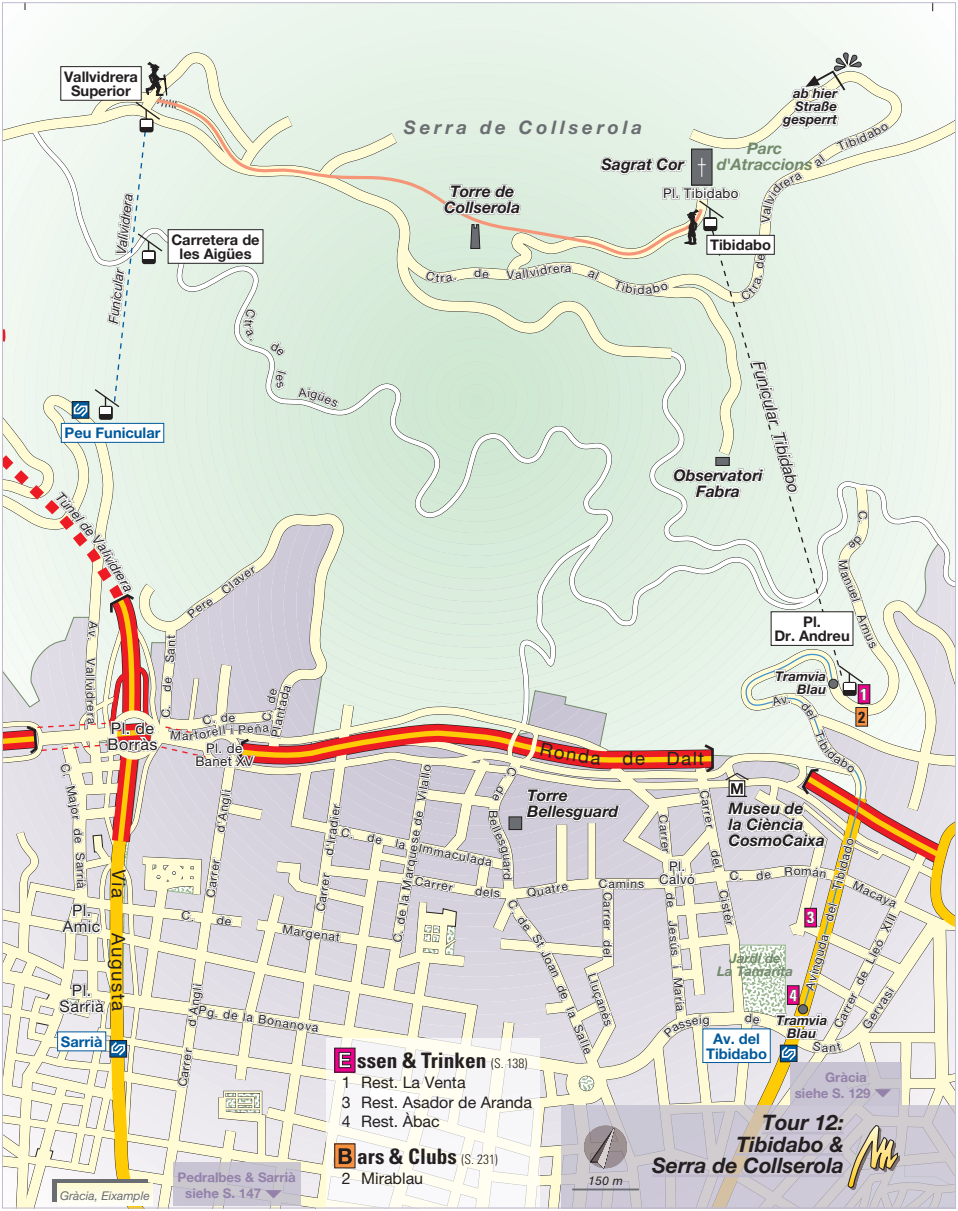 Vallvidrera
Superior
ab hier
Straße
gesperrt
Serra de Collserola
Sagrat Cor
Parc
d'Atraccions
Pl. Tibidabo
Tibidabo
Torre de
Collserola
Ctra. de Vallvidrera al Tibidabo
Ctra. de Vallvidrera al Tibidabo
Funicular Vallvidrera
Carretera de
les Aigües
Ctra. de les Aigües
Peu Funicular
Funicular Tibidabo
Observatori
Fabra
Túnel de Vallvidrera
Pere Claver
C. de Manuel Arnus
Pl.
Dr. Andreu
Tramvia
Blau
1
2
Av. del Tibidabo
Av. Vallvidrera
C. de Sant
C. de
Martorell i Peña
C. de
Plantada
Pl. de
Borràs
Pl. de
Banet XV
Ronda de Dalt
C. de Bellesguard
Torre
Bellesguard
M
Museu de
la Ciència
CosmoCaixa
C. Major de Sarrià
Carrer d'Anglí
Carrer d'Iradier
C. de la Immaculada
C. de la Marquese de Vilallo
Carrer dels Quatre Camins
Carrer
Pl.
Calvó
de Jesús i Maria
Carrer del Cister
C. de Román Macaya
Via Augusta
Pl.
Amic
C. de Margenat
C. de St Joan de la Salle
Carrer del Lluçanès
3
Avinguda del Tibidabo
Carrer de Lleó XIII
Jardí de
La Tamarita
Pl.
Sarrià
Carrer d'Anglí
Pg. de la Bonanova
4
Tramvia
Blau
Passeig de Sant Gervasi
Sarrià
Av. del
Tibidabo
Essen & Trinken (S. 138)
1 Rest. La Venta
3 Rest. Asador de Aranda
4 Rest. Àbac
Bars & Clubs (S. 231)
2 Mirablau
Gràcia
siehe S. 129
Tour 12:
Tibidabo &
Serra de Collserola
150 m
Pedralbes & Sarrià
siehe S. 147
Gràcia, Eixample